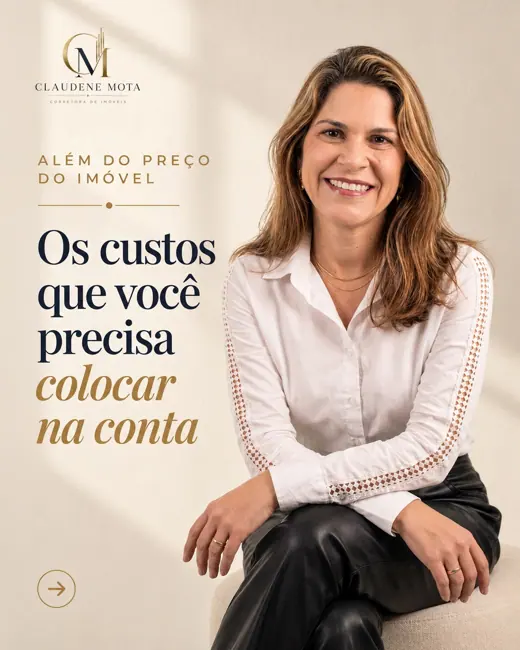 CM
CLAUDENE MOTA
CORRETORA DE IMÓVEIS
ALÉM DO PREÇO
DO IMÓVEL
Os custos
que você
precisa
colocar
na conta